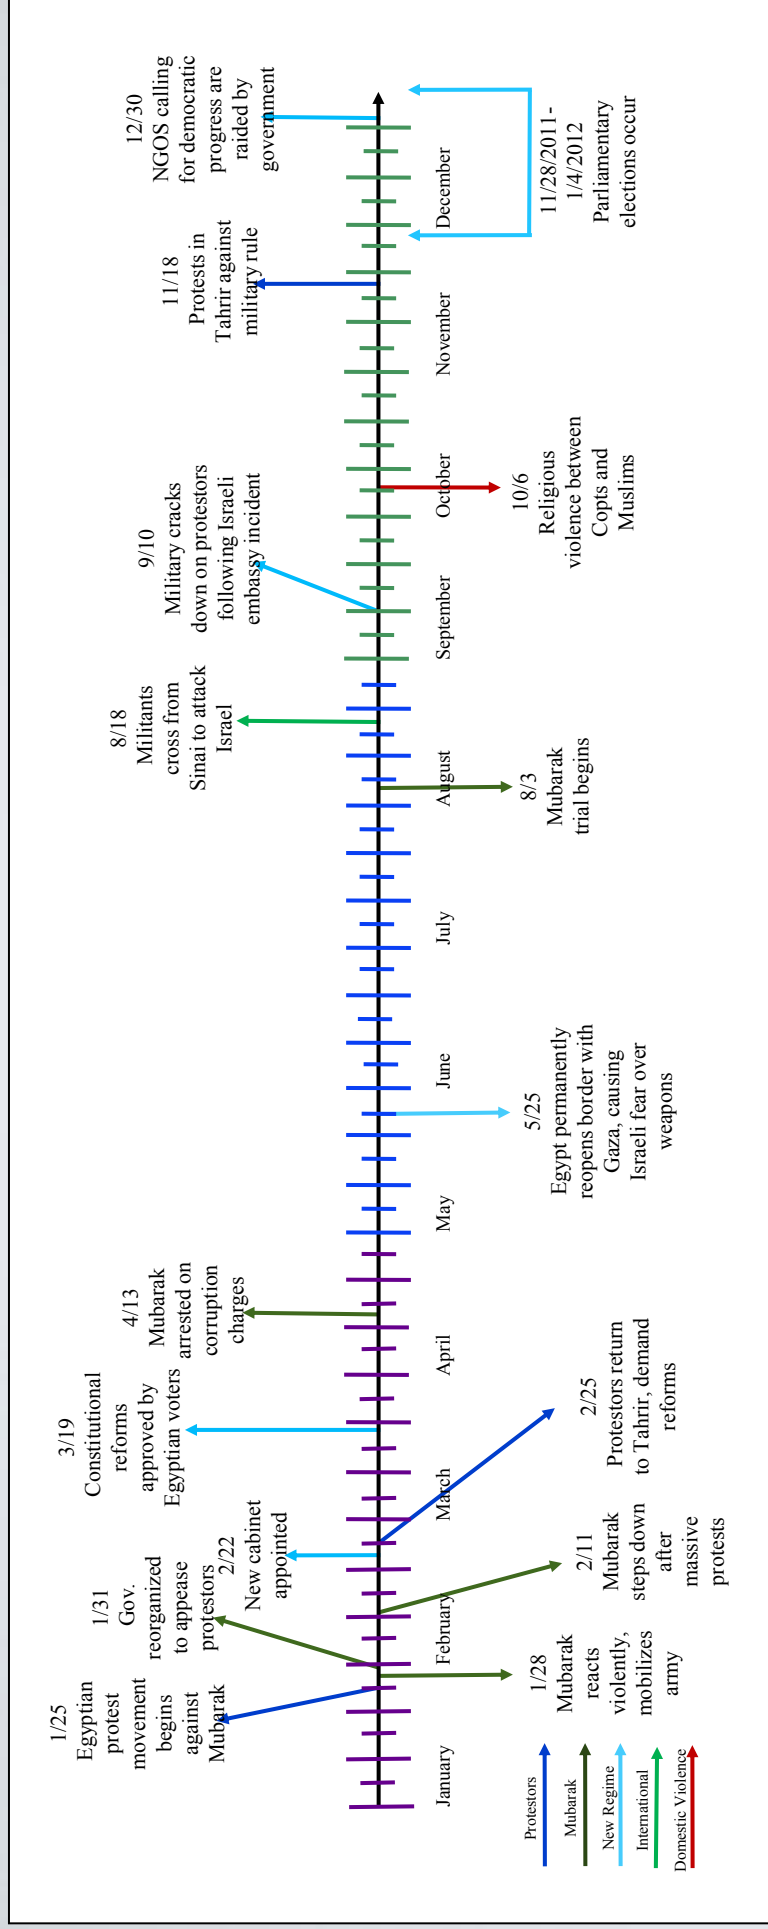 1/25
Egyptian
protest
movement
begins
against
Mubarak
1/31
Gov.
reorganized
to appease
protestors
2/22
New cabinet
appointed
3/19
Constitutional
reforms
approved by
Egyptian voters
4/13
Mubarak
arrested on
corruption
charges
8/18
Militants
cross from
Sinai to attack
Israel
9/10
Military cracks
down on protestors
following Israeli
embassy incident
11/18
Protests in
Tahrir against
military rule
12/30
NGOS calling
for democratic
progress are
raided by
government
January
February
March
April
May
June
July
August
September
October
November
December
1/28
Mubarak
reacts
violently,
mobilizes
army
2/11
Mubarak
steps down
after
massive
protests
2/25
Protestors return
to Tahrir, demand
reforms
5/25
Egypt permanently
reopens border with
Gaza, causing
Israeli fear over
weapons
8/3
Mubarak
trial begins
10/6
Religious
violence between
Copts and
Muslims
11/28/2011-
1/4/2012
Parliamentary
elections occur
Protestors
Mubarak
New Regime
International
Domestic Violence